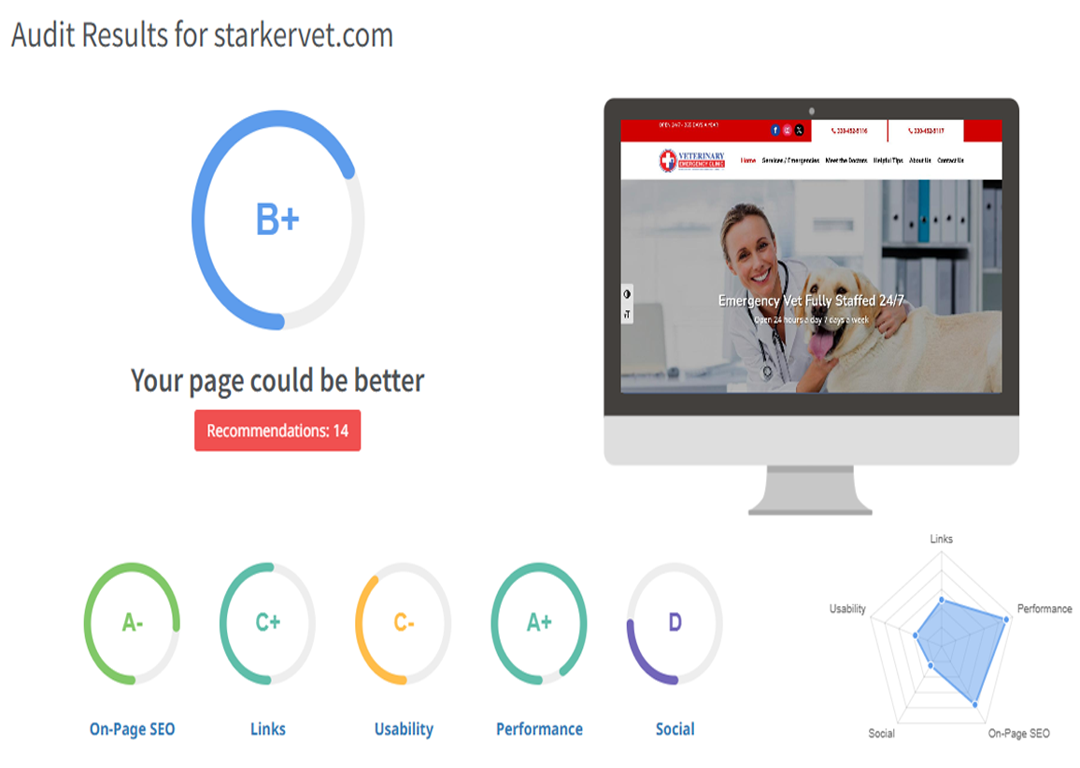 Audit Results for starkervet.com
B+
Your page could be better
Recommendations: 14
OPEN 24/7 - 365 DAYS A YEAR
330-452-5116
330-452-5117
VETERINARY
EMERGENCY CLINIC
Home Services / Emergencies Meet the Doctors Helpful Tips About Us Contact Us
Emergency Vet Fully Staffed 24/7
Open 24 hours a day 7 days a week
A-
C+
C-
A+
D
On-Page SEO
Links
Usability
Performance
Social
Links
Usability
Performance
Social
On-Page SEO